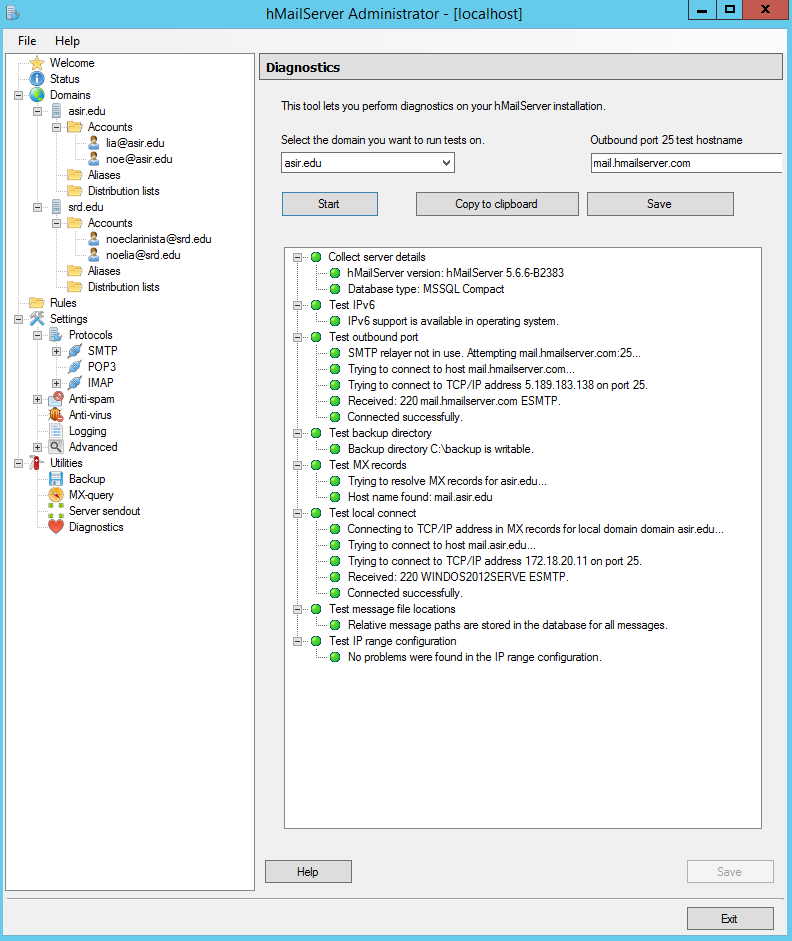 hMailServer Administrator - [localhost]
File Help
Welcome
Status
Domains
asir.edu
Accounts
lia@asir.edu
noe@asir.edu
Aliases
Distribution lists
srd.edu
Accounts
noeclarinista@srd.edu
noelia@srd.edu
Aliases
Distribution lists
Rules
Settings
Protocols
SMTP
POP3
IMAP
Anti-spam
Anti-virus
Logging
Advanced
Utilities
Backup
MX-query
Server sendout
Diagnostics
Diagnostics
This tool lets you perform diagnostics on your hMailServer installation.
Select the domain you want to run tests on.
Outbound port 25 test hostname
asir.edu
mail.hmailserver.com
Start
Copy to clipboard
Save
Collect server details
hMailServer version: hMailServer 5.6.6-B2383
Database type: MSSQL Compact
Test IPv6
IPv6 support is available in operating system.
Test outbound port
SMTP relayer not in use. Attempting mail.hmailserver.com:25...
Trying to connect to host mail.hmailserver.com...
Trying to connect to TCP/IP address 5.189.183.138 on port 25.
Received: 220 mail.hmailserver.com ESMTP.
Connected successfully.
Test backup directory
Backup directory C:\backup is writable.
Test MX records
Trying to resolve MX records for asir.edu...
Host name found: mail.asir.edu
Test local connect
Connecting to TCP/IP address in MX records for local domain domain asir.edu...
Trying to connect to host mail.asir.edu...
Trying to connect to TCP/IP address 172.18.20.11 on port 25.
Received: 220 WINDOS2012SERVE ESMTP.
Connected successfully.
Test message file locations
Relative message paths are stored in the database for all messages.
Test IP range configuration
No problems were found in the IP range configuration.
Help
Save
Exit